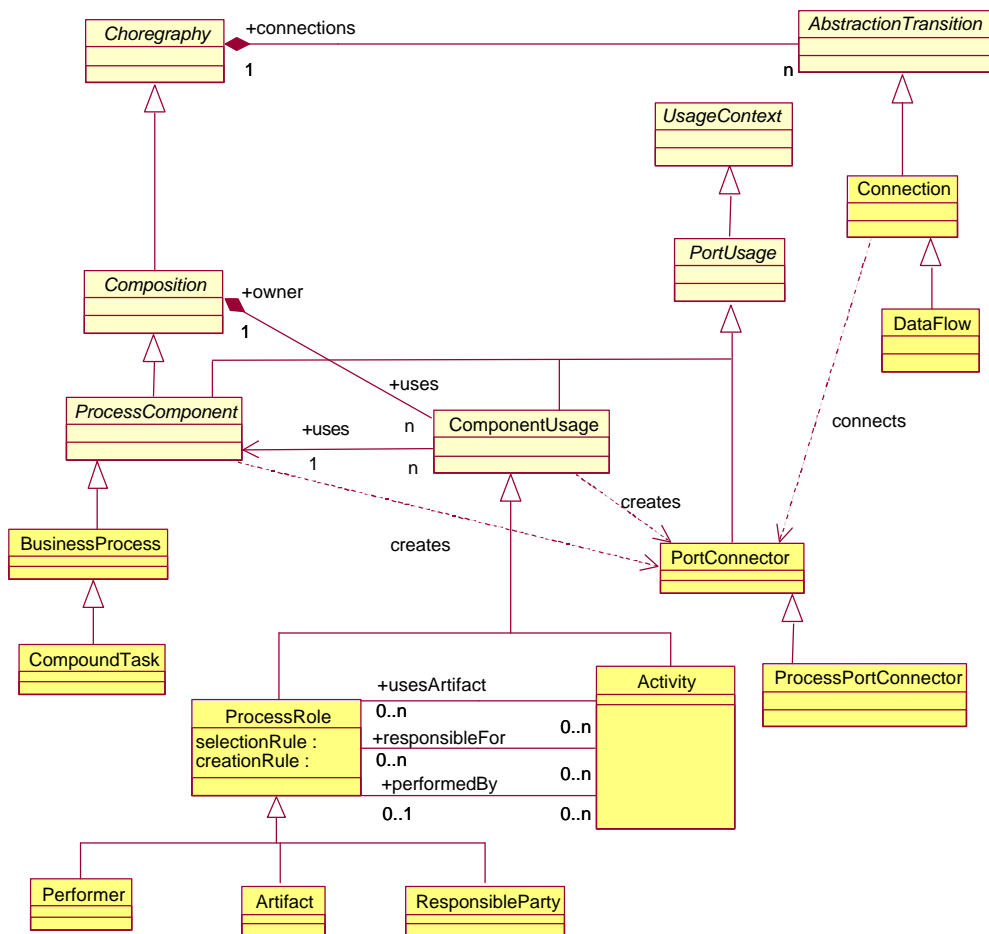 Choregraphy
+connections
1
n
AbstractionTransition
UsageContext
Connection
PortUsage
Composition
+owner
1
DataFlow
+uses
n
ProcessComponent
+uses
1
n
ComponentUsage
connects
creates
creates
BusinessProcess
PortConnector
CompoundTask
ProcessPortConnector
ProcessRole
selectionRule :
creationRule :
+usesArtifact
0..n
0..n
+responsibleFor
0..n
0..n
+performedBy
0..1
0..n
Activity
Performer
Artifact
ResponsibleParty